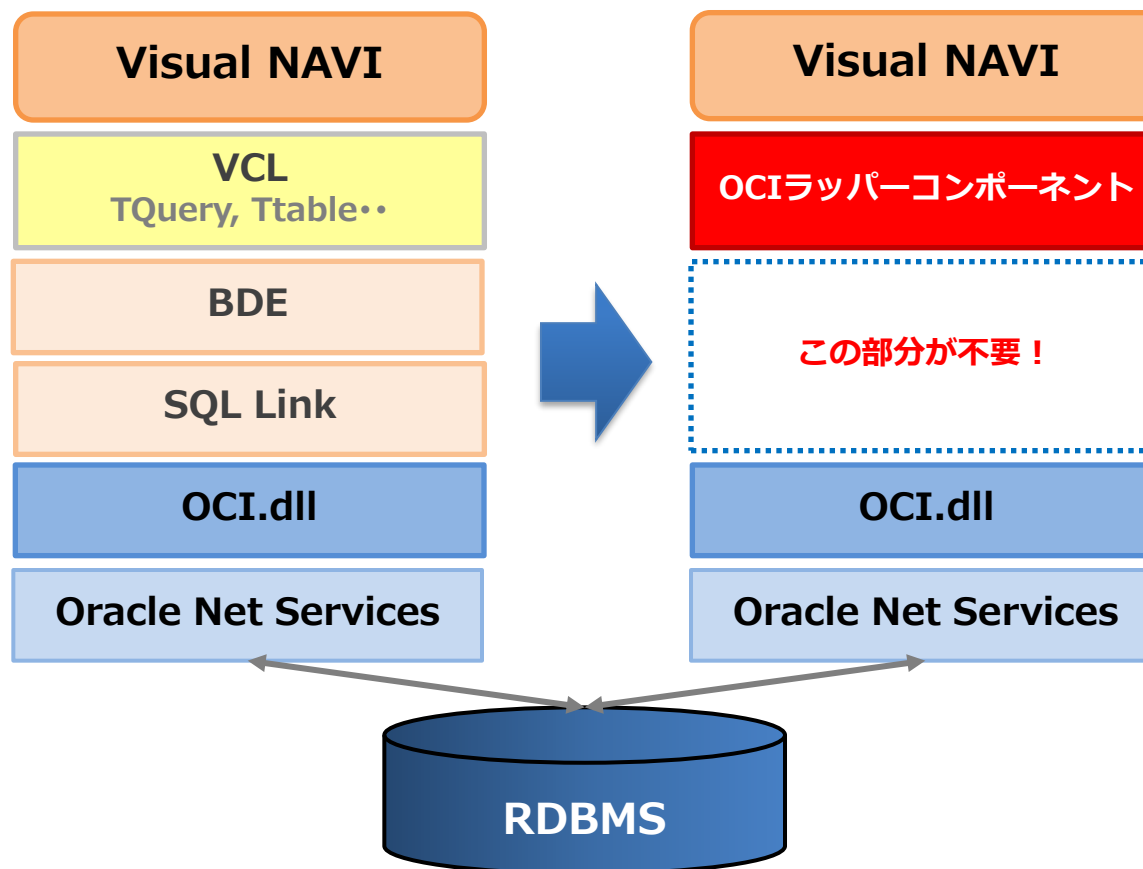 Visual NAVI
VCL
TQuery, Ttable・・
BDE
SQL Link
OCI.dll
Oracle Net Services
Visual NAVI
OCIラッパーコンポーネント
この部分が不要！
OCI.dll
Oracle Net Services
RDBMS